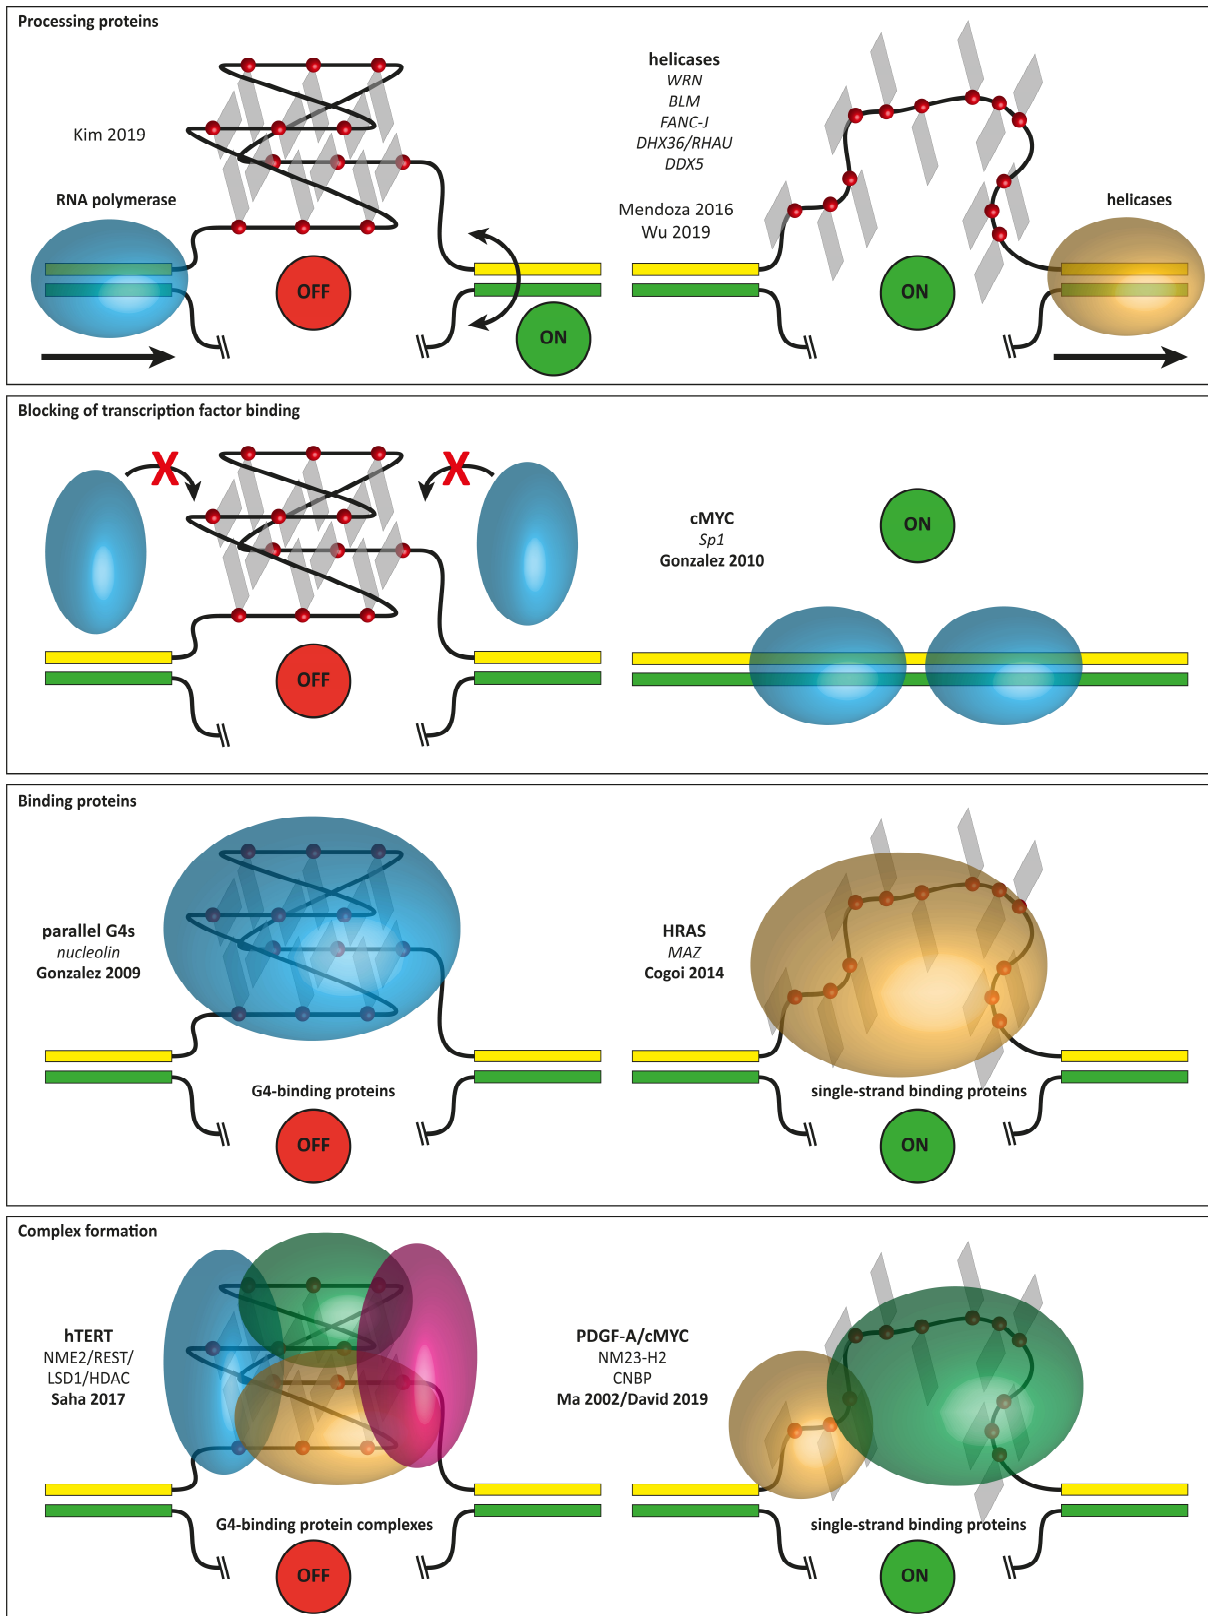 Processing proteins
Kim 2019
RNA polymerase
OFF
ON
helicases
WRN
BLM
FANC-J
DHX36/RHAU
DDX5
Mendoza 2016
Wu 2019
helicases
ON
Blocking of transcription factor binding
X
X
OFF
cMYC
Sp1
Gonzalez 2010
ON
Binding proteins
parallel G4s
nucleolin
Gonzalez 2009
G4-binding proteins
OFF
HRAS
MAZ
Cogoi 2014
single-strand binding proteins
ON
Complex formation
hTERT
NME2/REST/
LSD1/HDAC
Saha 2017
G4-binding protein complexes
OFF
PDGF-A/cMYC
NM23-H2
CNBP
Ma 2002/David 2019
single-strand binding proteins
ON